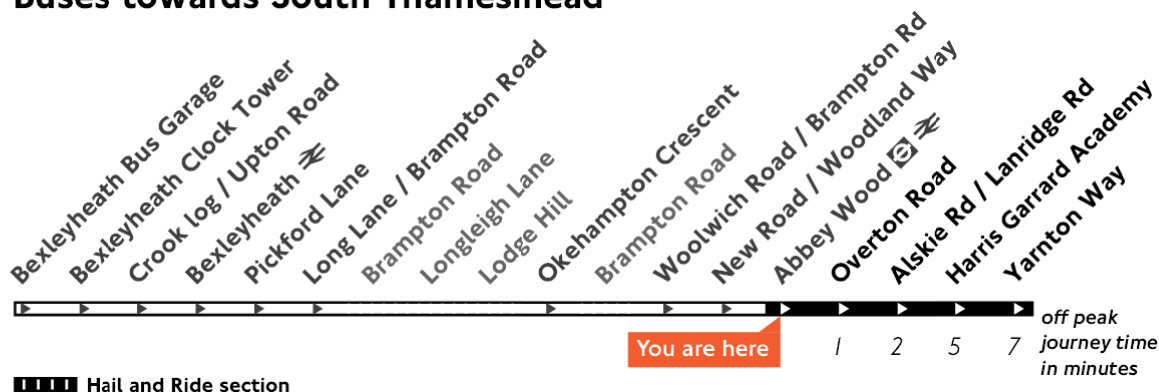 Buses towards South Thamesmead
Bexleyheath Bus Garage
Bexleyheath Clock Tower
Crook log / Upton Road
Bexleyheath
Pickford Lane
Long Lane / Brampton Road
Brampton Road
Longleigh Lane
Lodge Hill
Okehampton Crescent
Brampton Road
Woolwich Road / Brampton Rd
New Road / Woodland Way
Abbey Wood
Overton Road
Alskie Rd / Lanridge Rd
Harris Garrard Academy
Yarnton Way
You are here
1 2 5 7
off peak
journey time
in minutes
Hail and Ride section